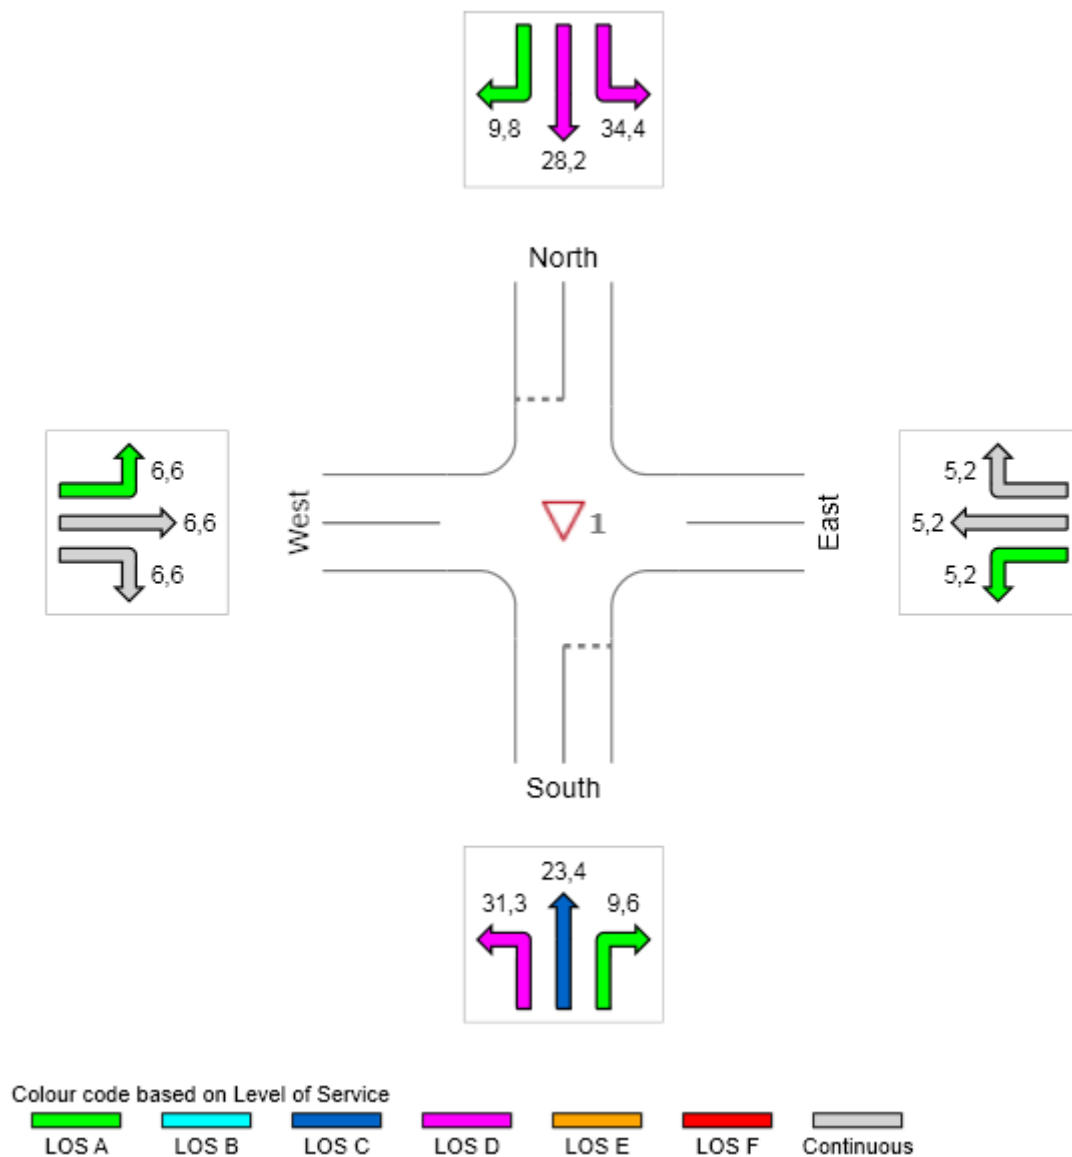 9,8
34,4
28,2
North
West
6,6
6,6
6,6
1
East
5,2
5,2
5,2
South
23,4
31,3
9,6
Colour code based on Level of Service
LOS A
LOS B
LOS C
LOS D
LOS E
LOS F
Continuous